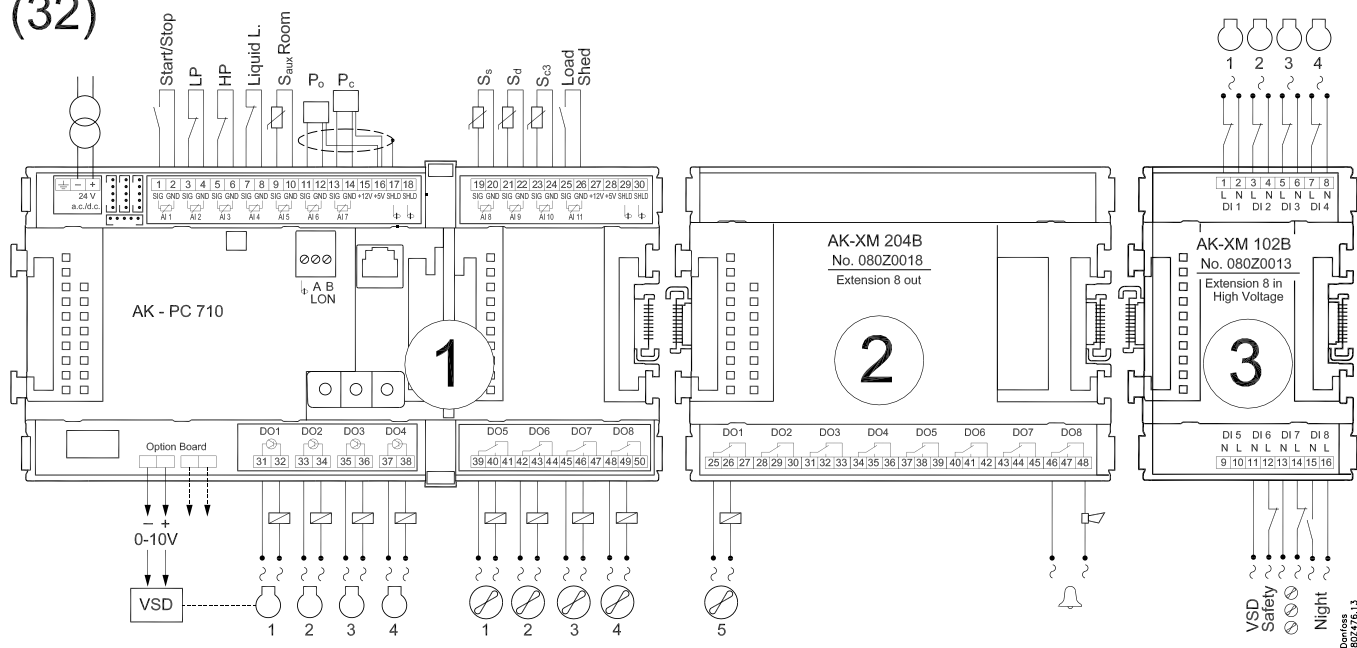 (32)
Start/Stop
LP
HP
Liquid L.
Saux Room
Po
Pc
Ss
Sd
Sc3
Load
Shed
1 2 3 4
− +
24 V
a.c./d.c.
1 2 3 4 5 6 7 8 9 10 11 12 13 14 15 16 17 18
SIG GND SIG GND SIG GND SIG GND SIG GND SIG GND SIG GND +12V +5V SHLD
AI 1 AI 2 AI 3 AI 4 AI 5 AI 6 AI 7
19 20 21 22 23 24 25 26 27 28 29 30
SIG GND SIG GND SIG GND SIG GND +12V +5V SHLD SHLD
AI 8 AI 9 AI 10 AI 11
1 2 3 4 5 6 7 8
L N L N L N L N
DI 1 DI 2 DI 3 DI 4
A B
LON
AK - PC 710
1
AK-XM 204B
No. 080Z0018
Extension 8 out
2
AK-XM 102B
No. 080Z0013
Extension 8 in
High Voltage
3
Option Board
DO1 DO2 DO3 DO4
31 32 33 34 35 36 37 38
DO5 DO6 DO7 DO8
39 40 41 42 43 44 45 46 47 48 49 50
DO1 DO2 DO3 DO4 DO5 DO6 DO7 DO8
25 26 27 28 29 30 31 32 33 34 35 36 37 38 39 40 41 42 43 44 45 46 47 48
DI 5 DI 6 DI 7 DI 8
N L N L N L N L
9 10 11 12 13 14 15 16
− +
0-10V
VSD
1 2 3 4
1 2 3 4
5
VSD
Safety
Night
Danfoss
80Z476.13